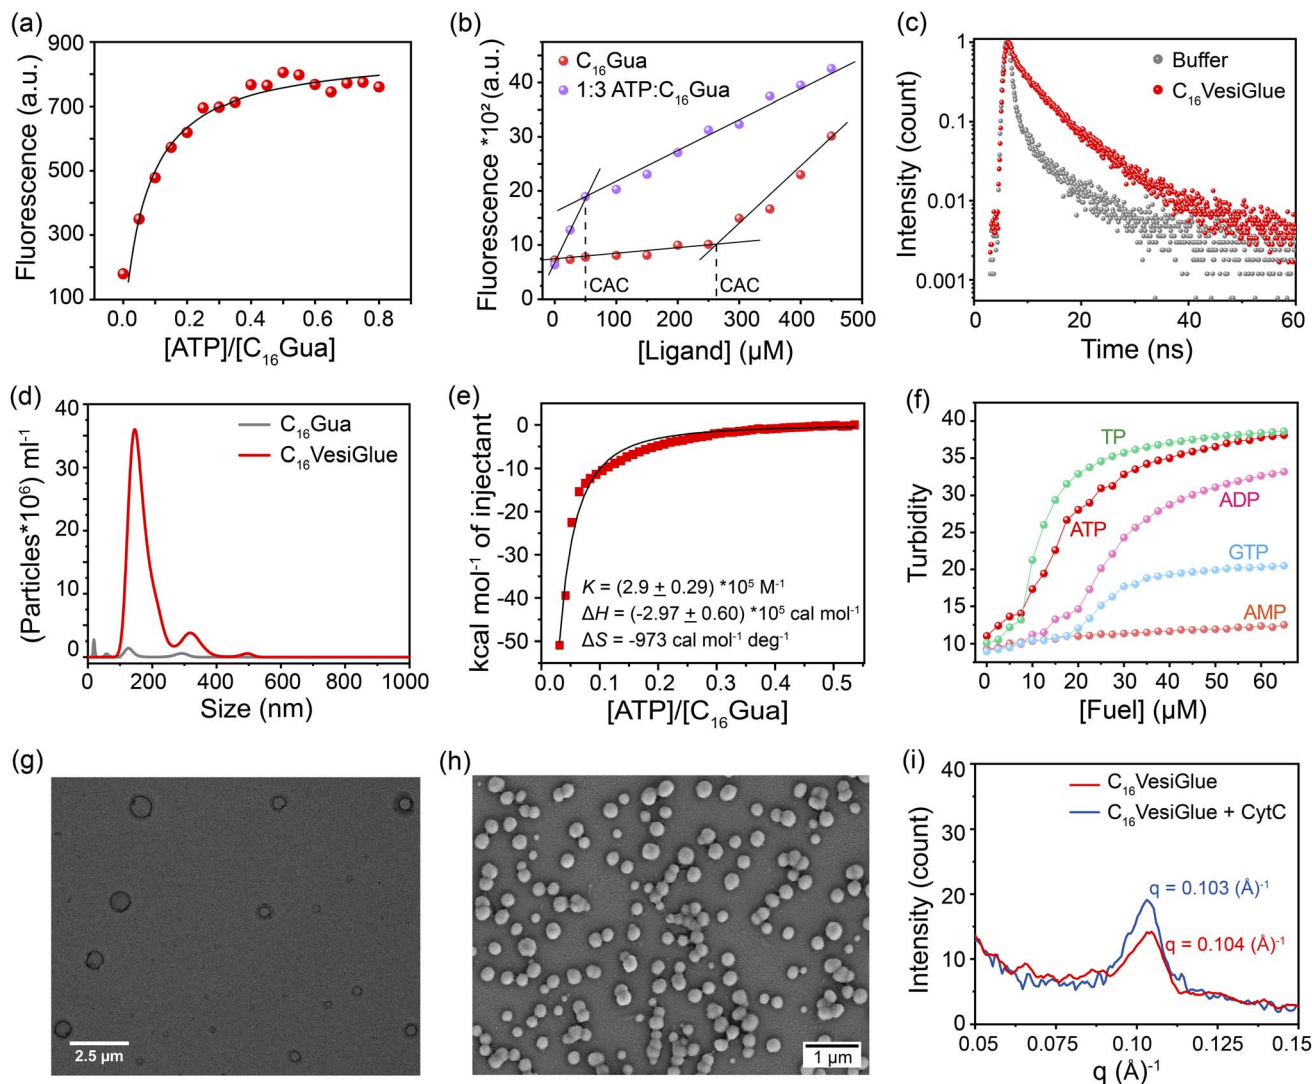 (a)
900
700
500
300
100
0.0 0.2 0.4 0.6 0.8
Fluorescence (a.u.)
[ATP]/[C₁₆Gua]
(b)
C₁₆Gua
1:3 ATP:C₁₆Gua
40
30
20
10
0
CAC CAC
0 100 200 300 400 500
Fluorescence *10² (a.u.)
[Ligand] (µM)
(c)
Buffer
C₁₆VesiGlue
1
0.1
0.01
0.001
20 40 60
Intensity (count)
Time (ns)
(d)
C₁₆Gua
C₁₆VesiGlue
40
30
20
10
0
0 200 400 600 800 1000
(Particles*10⁶) ml⁻¹
Size (nm)
(e)
0
-10
-20
-30
-40
-50
K = (2.9 ± 0.29) *10⁵ M⁻¹
ΔH = (-2.97 ± 0.60) *10⁵ cal mol⁻¹
ΔS = -973 cal mol⁻¹ deg⁻¹
0.0 0.1 0.2 0.3 0.4 0.5
kcal mol⁻¹ of injectant
[ATP]/[C₁₆Gua]
(f)
40
35
30
25
20
15
10
TP
ATP
ADP
GTP
AMP
0 10 20 30 40 50 60
Turbidity
[Fuel] (µM)
(g)
2.5 µm
(h)
1 µm
(i)
C₁₆VesiGlue
C₁₆VesiGlue + CytC
40
30
20
10
0
q = 0.103 (Å)⁻¹
q = 0.104 (Å)⁻¹
0.05 0.075 0.10 0.125 0.15
Intensity (count)
q (Å)⁻¹